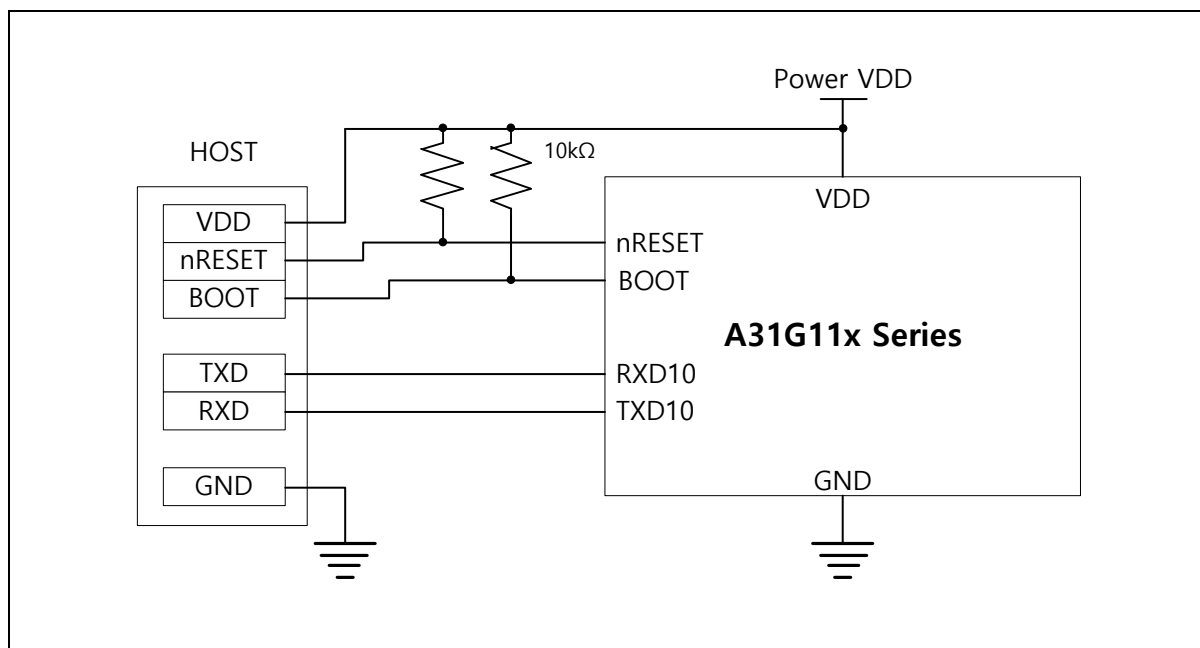 Power VDD
HOST
10kΩ
VDD
VDD
nRESET
nRESET
BOOT
BOOT
A31G11x Series
TXD
RXD10
RXD
TXD10
GND
GND